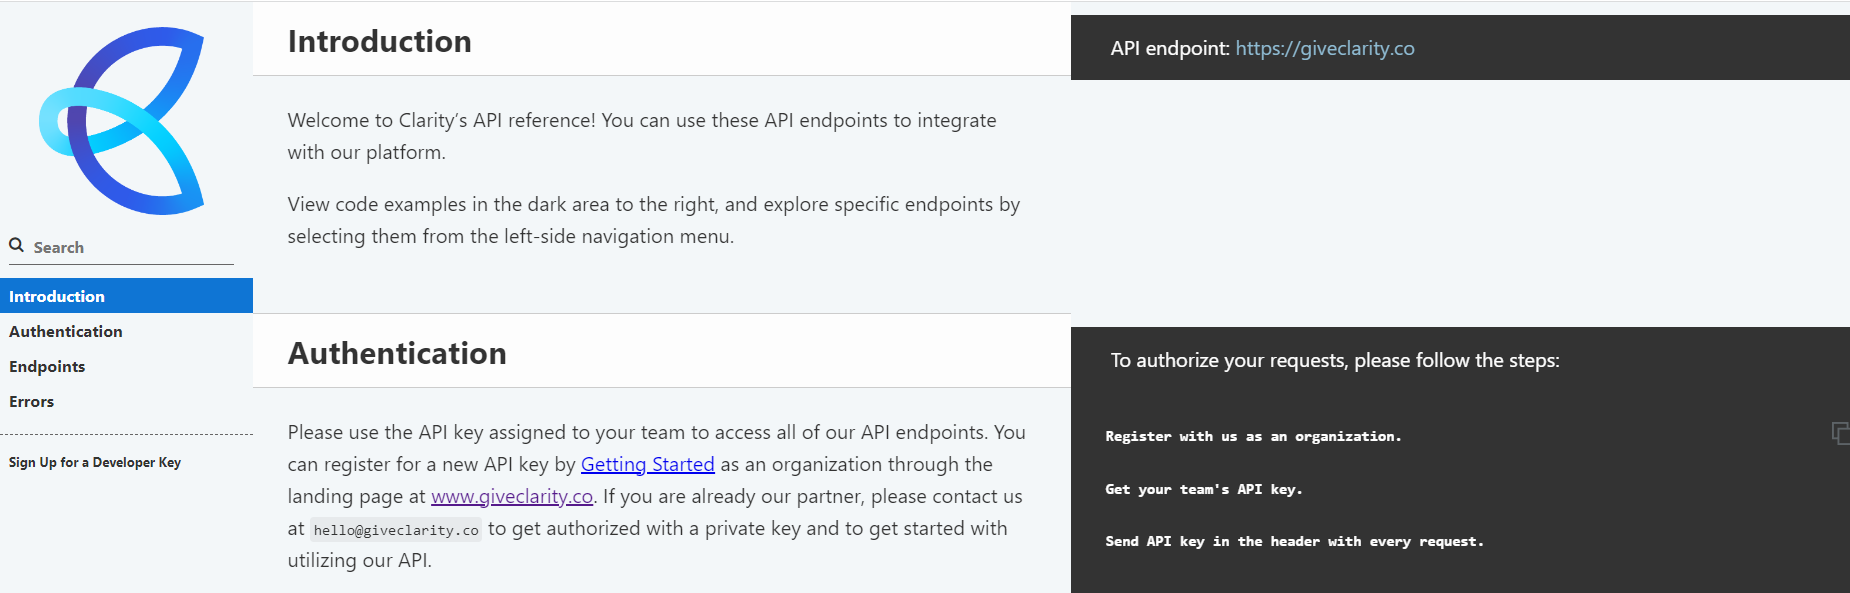 Search
Introduction
Authentication
Endpoints
Errors
Sign Up for a Developer Key
Introduction
Welcome to Clarity’s API reference! You can use these API endpoints to integrate
with our platform.
View code examples in the dark area to the right, and explore specific endpoints by
selecting them from the left-side navigation menu.
Authentication
Please use the API key assigned to your team to access all of our API endpoints. You
can register for a new API key by Getting Started as an organization through the
landing page at www.giveclarity.co. If you are already our partner, please contact us
at hello@giveclarity.co to get authorized with a private key and to get started with
utilizing our API.
API endpoint: https://giveclarity.co
To authorize your requests, please follow the steps:
Register with us as an organization.
Get your team's API key.
Send API key in the header with every request.